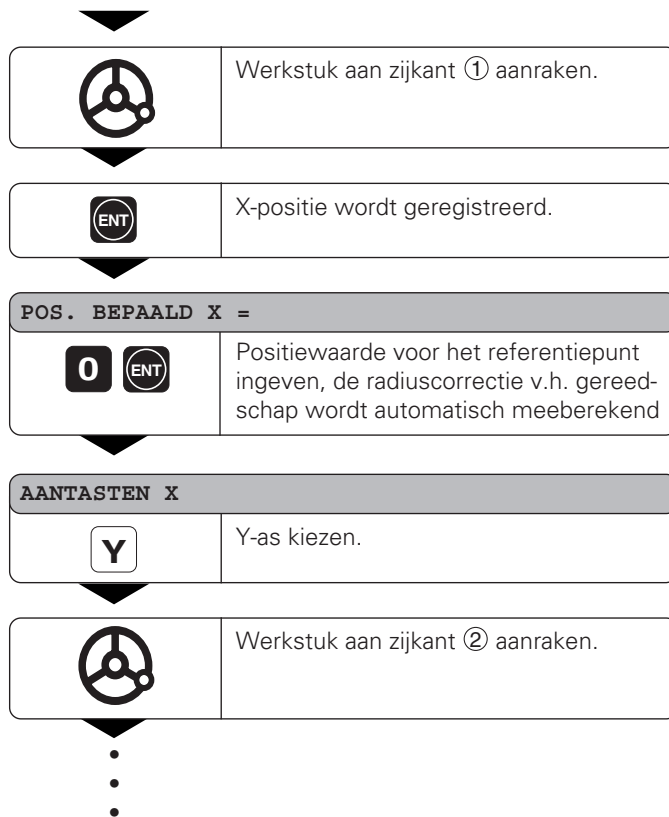 Werkstuk aan zijkant ① aanraken.
ENT
X-positie wordt geregistreerd.
POS. BEPAALD X =
0 ENT
Positiewaarde voor het referentiepunt
ingeven, de radiuscorrectie v.h. gereed-
schap wordt automatisch meeberekend
AANTASTEN X
Y
Y-as kiezen.
Werkstuk aan zijkant ② aanraken.